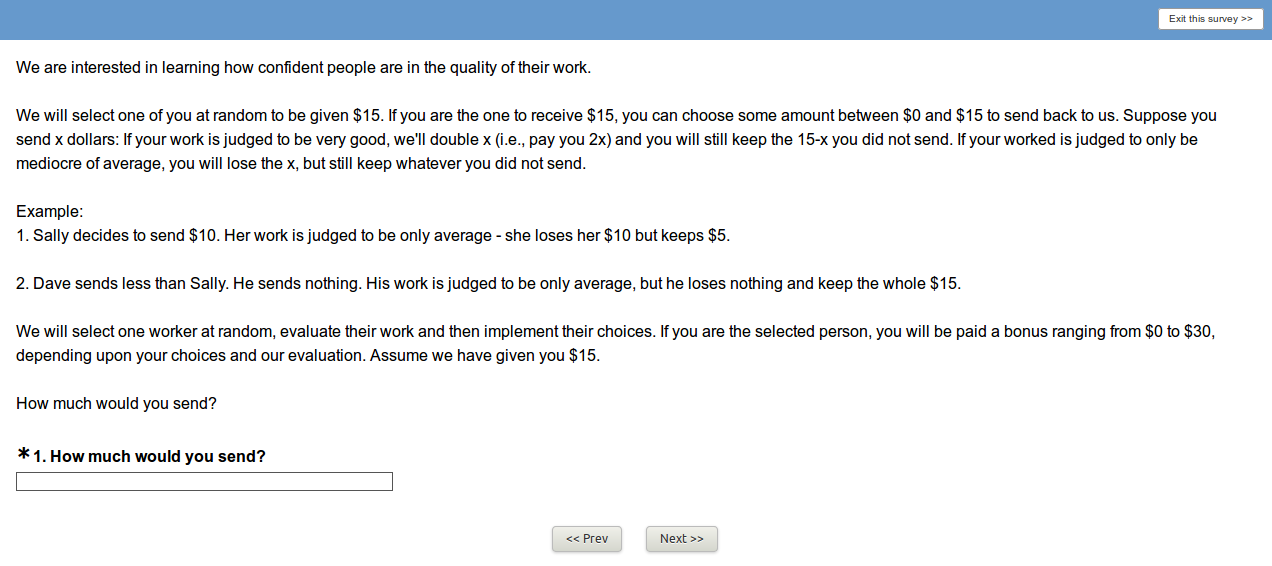 Exit this survey >>
We are interested in learning how confident people are in the quality of their work.
We will select one of you at random to be given $15. If you are the one to receive $15, you can choose some amount between $0 and $15 to send back to us. Suppose you
send x dollars: If your work is judged to be very good, we'll double x (i.e., pay you 2x) and you will still keep the 15-x you did not send. If your worked is judged to only be
mediocre of average, you will lose the x, but still keep whatever you did not send.
Example:
1. Sally decides to send $10. Her work is judged to be only average - she loses her $10 but keeps $5.
2. Dave sends less than Sally. He sends nothing. His work is judged to be only average, but he loses nothing and keep the whole $15.
We will select one worker at random, evaluate their work and then implement their choices. If you are the selected person, you will be paid a bonus ranging from $0 to $30,
depending upon your choices and our evaluation. Assume we have given you $15.
How much would you send?
* 1. How much would you send?
<< Prev Next >>